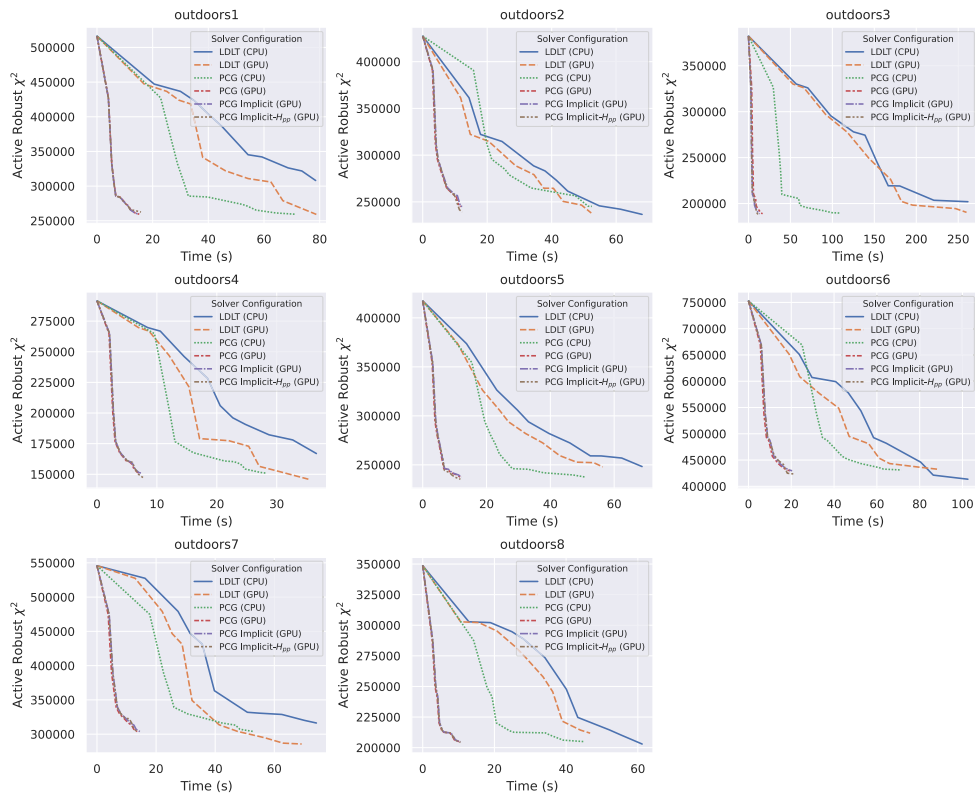 outdoors1
Active Robust χ²
500000
450000
400000
350000
300000
250000
0 20 40 60 80
Time (s)
Solver Configuration
LDLT (CPU)
LDLT (GPU)
PCG (CPU)
PCG (GPU)
PCG Implicit (GPU)
PCG Implicit-Hpp (GPU)
outdoors2
Active Robust χ²
400000
350000
300000
250000
0 20 40 60
Time (s)
Solver Configuration
LDLT (CPU)
LDLT (GPU)
PCG (CPU)
PCG (GPU)
PCG Implicit (GPU)
PCG Implicit-Hpp (GPU)
outdoors3
Active Robust χ²
350000
300000
250000
200000
0 50 100 150 200 250
Time (s)
Solver Configuration
LDLT (CPU)
LDLT (GPU)
PCG (CPU)
PCG (GPU)
PCG Implicit (GPU)
PCG Implicit-Hpp (GPU)
outdoors4
Active Robust χ²
275000
250000
225000
200000
175000
150000
0 10 20 30
Time (s)
Solver Configuration
LDLT (CPU)
LDLT (GPU)
PCG (CPU)
PCG (GPU)
PCG Implicit (GPU)
PCG Implicit-Hpp (GPU)
outdoors5
Active Robust χ²
400000
350000
300000
250000
0 20 40 60
Time (s)
Solver Configuration
LDLT (CPU)
LDLT (GPU)
PCG (CPU)
PCG (GPU)
PCG Implicit (GPU)
PCG Implicit-Hpp (GPU)
outdoors6
Active Robust χ²
750000
700000
650000
600000
550000
500000
450000
400000
0 20 40 60 80 100
Time (s)
Solver Configuration
LDLT (CPU)
LDLT (GPU)
PCG (CPU)
PCG (GPU)
PCG Implicit (GPU)
PCG Implicit-Hpp (GPU)
outdoors7
Active Robust χ²
550000
500000
450000
400000
350000
300000
0 20 40 60
Time (s)
Solver Configuration
LDLT (CPU)
LDLT (GPU)
PCG (CPU)
PCG (GPU)
PCG Implicit (GPU)
PCG Implicit-Hpp (GPU)
outdoors8
Active Robust χ²
350000
325000
300000
275000
250000
225000
200000
0 20 40 60
Time (s)
Solver Configuration
LDLT (CPU)
LDLT (GPU)
PCG (CPU)
PCG (GPU)
PCG Implicit (GPU)
PCG Implicit-Hpp (GPU)